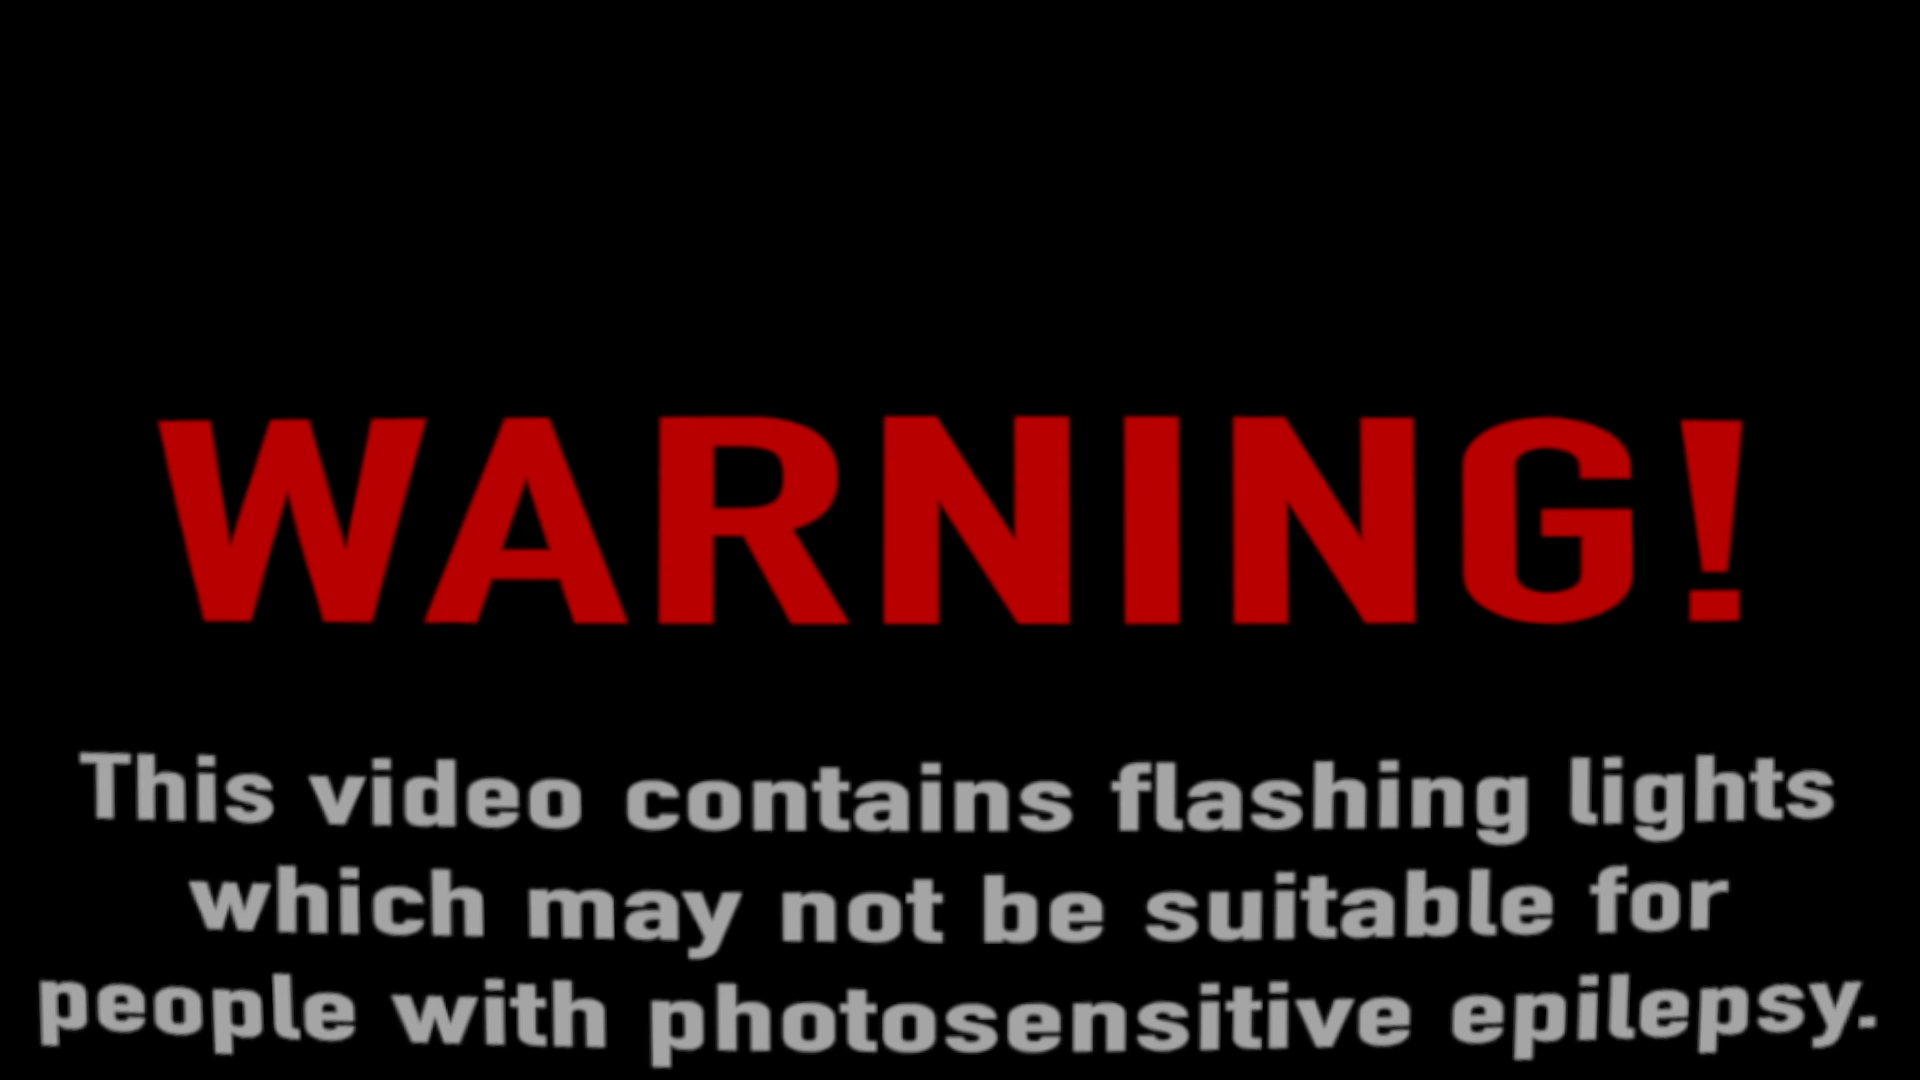 WARNING!
This video contains flashing lights
which may not be suitable for
people with photosensitive epilepsy.